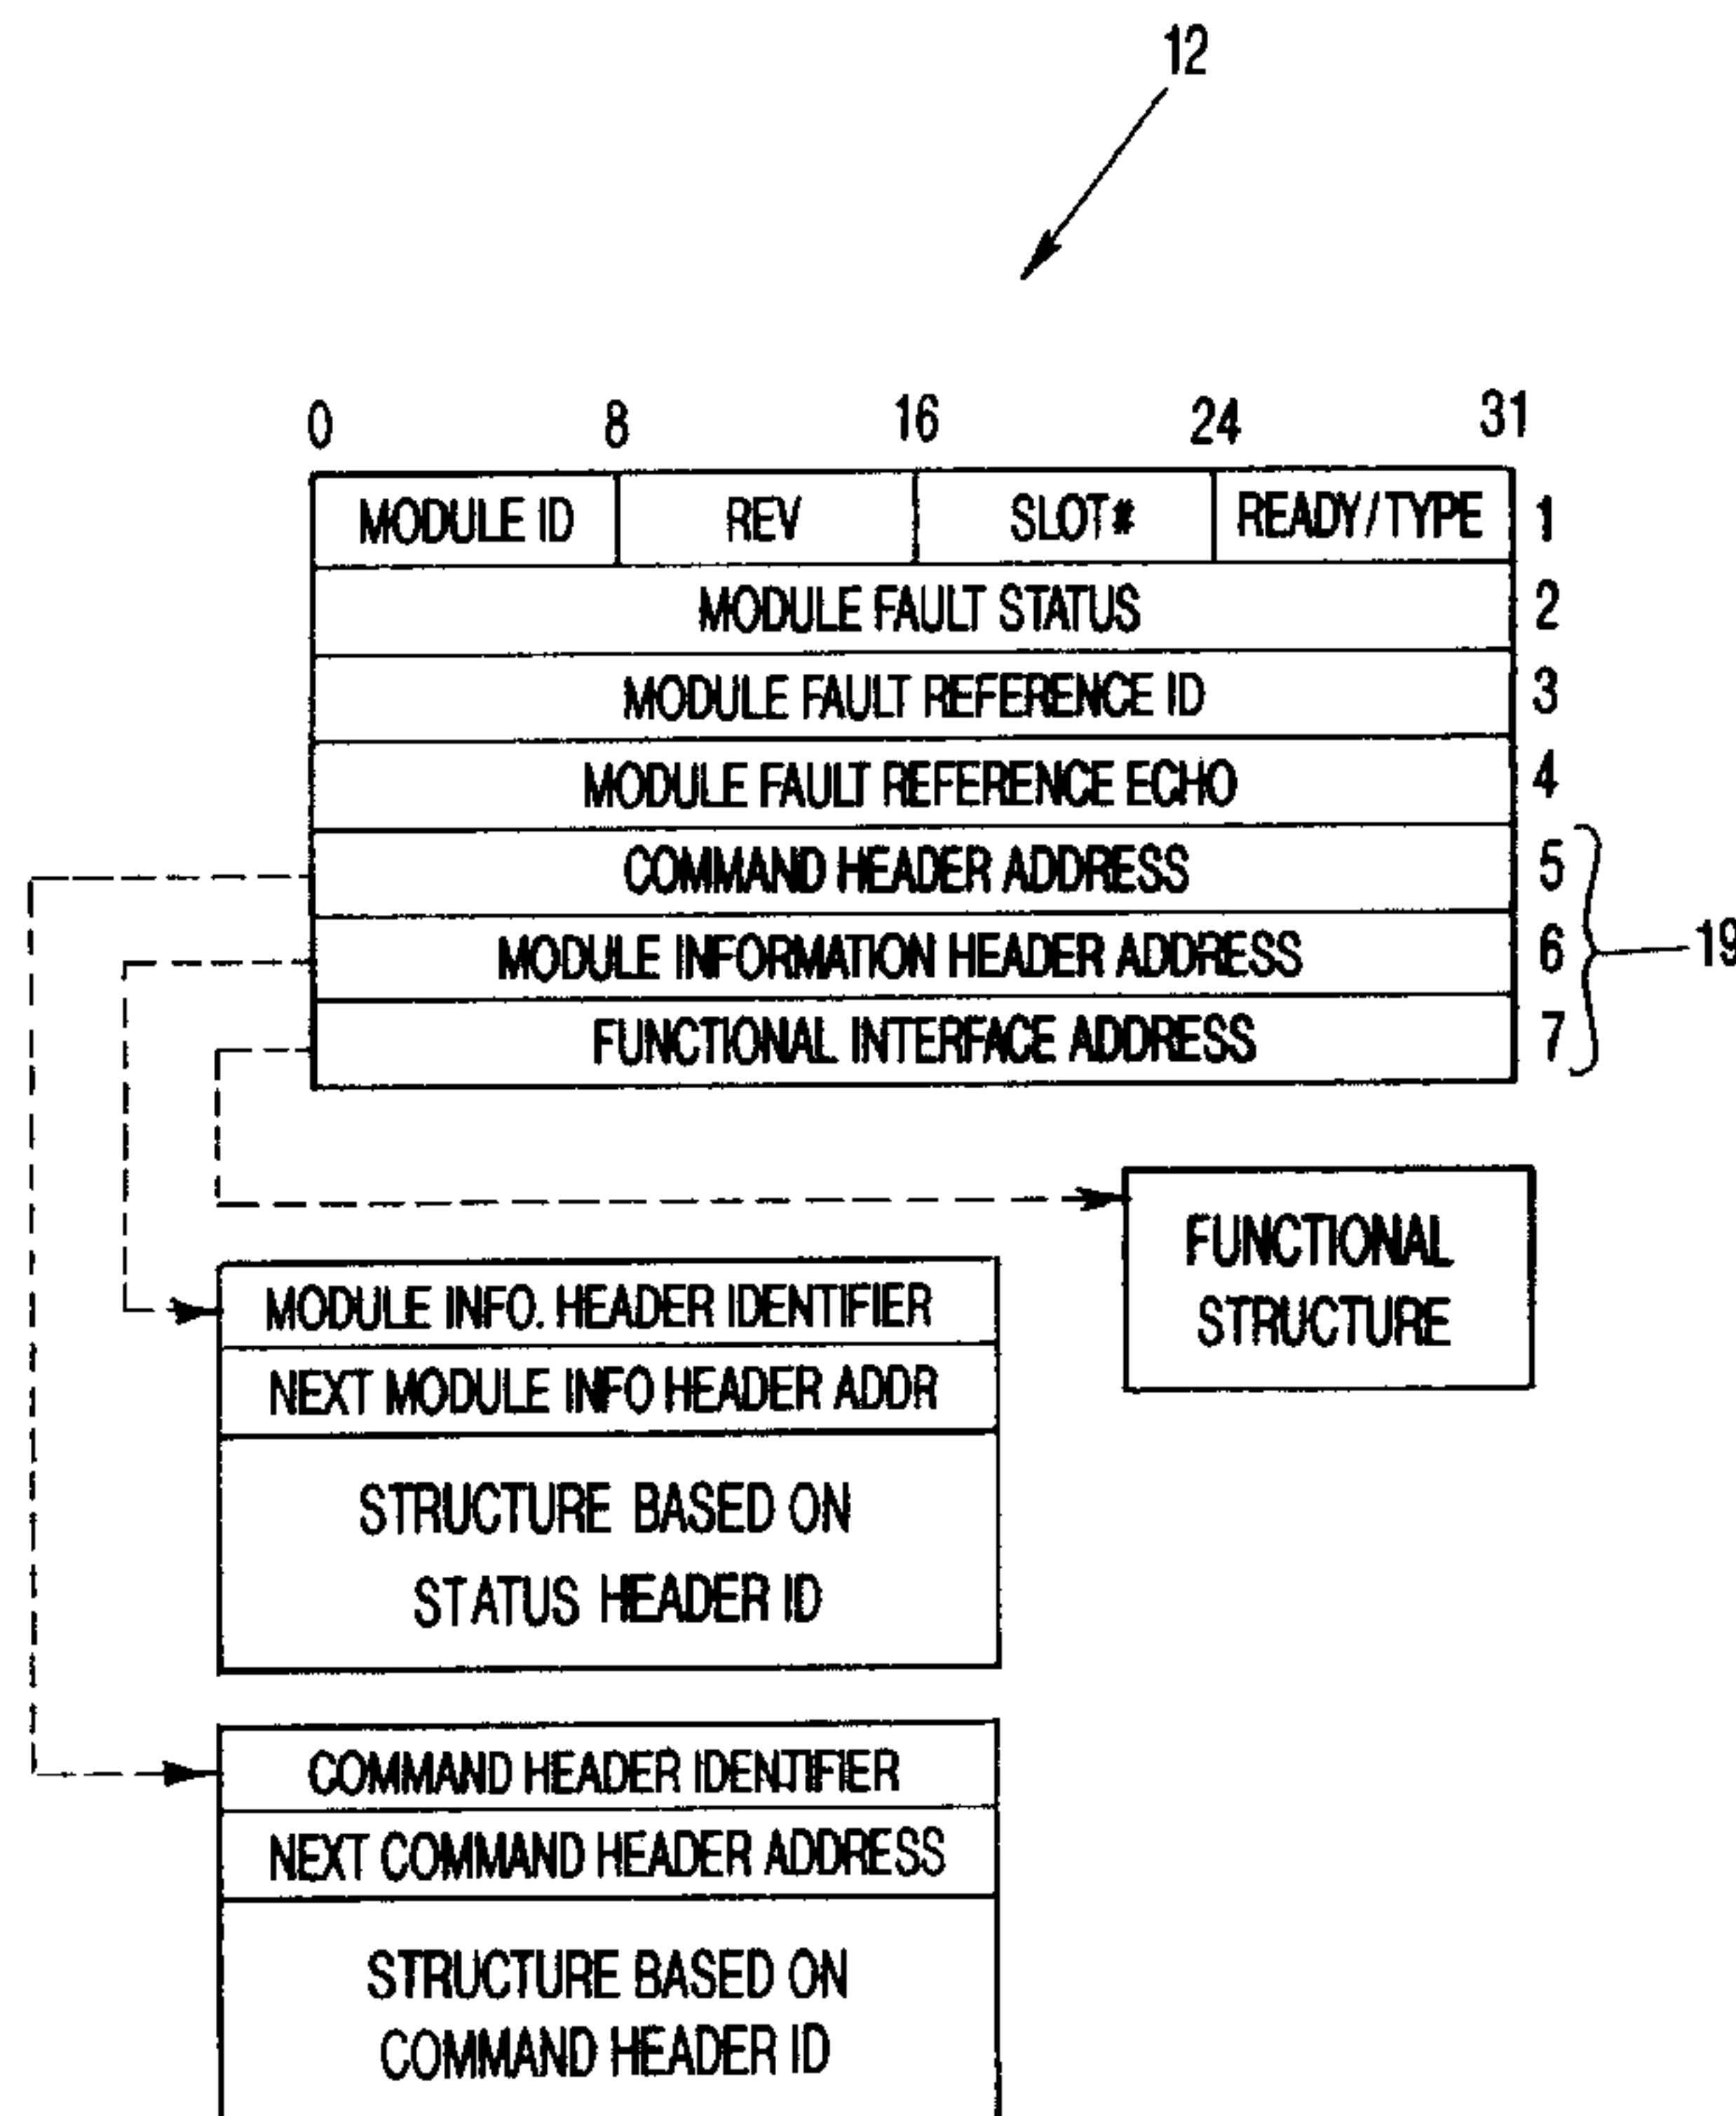 12
0 8 16 24 31
MODULE ID REV SLOT# READY/TYPE 1
MODULE FAULT STATUS 2
MODULE FAULT REFERENCE ID 3
MODULE FAULT REFERENCE ECHO 4
COMMAND HEADER ADDRESS 5
MODULE INFORMATION HEADER ADDRESS 6 19
FUNCTIONAL INTERFACE ADDRESS 7
FUNCTIONAL
STRUCTURE
MODULE INFO. HEADER IDENTIFIER
NEXT MODULE INFO HEADER ADDR
STRUCTURE BASED ON
STATUS HEADER ID
COMMAND HEADER IDENTIFIER
NEXT COMMAND HEADER ADDRESS
STRUCTURE BASED ON
COMMAND HEADER ID